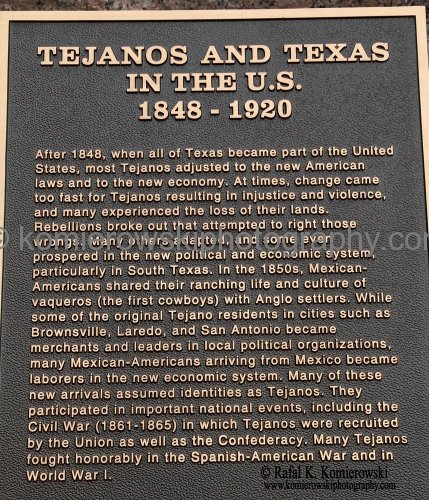 TEJANOS AND TEXAS
IN THE U.S.
1848 - 1920
After 1848, when all of Texas became part of the United
States, most Tejanos adjusted to the new American
laws and to the new economy. At times, change came
too fast for Tejanos resulting in injustice and violence,
and many experienced the loss of their lands.
Rebellions broke out that attempted to right those
wrongs. Many others adapted and some even
© komierowskiphotography.com ©
prospered in the new political and economic system,
particularly in South Texas. In the 1850s, Mexican-
Americans shared their ranching life and culture of
vaqueros (the first cowboys) with Anglo settlers. While
some of the original Tejano residents in cities such as
Brownsville, Laredo, and San Antonio became
merchants and leaders in local political organizations,
many Mexican-Americans arriving from Mexico became
laborers in the new economic system. Many of these
new arrivals assumed identities as Tejanos. They
participated in important national events, including the
Civil War (1861-1865) in which Tejanos were recruited
by the Union as well as the Confederacy. Many Tejanos
fought honorably in the Spanish-American War and in
World War I.
© Rafal K. Komierowski
www.komierowskiphotography.com